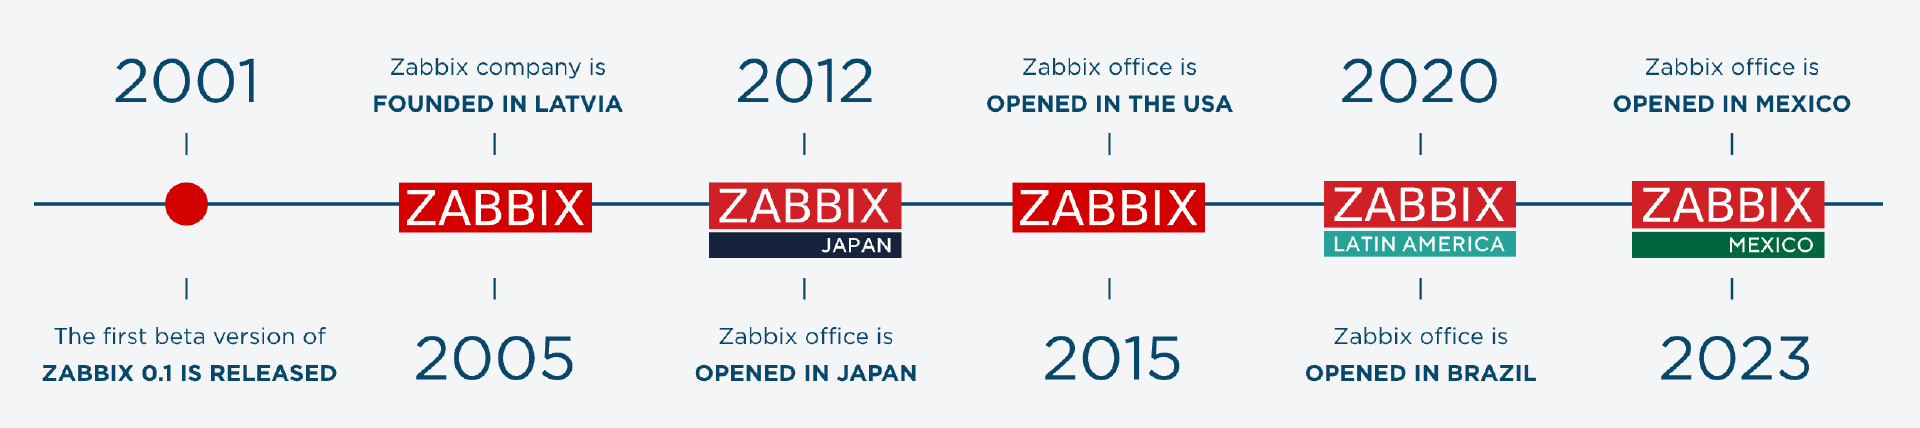 2001
The first beta version of
ZABBIX 0.1 IS RELEASED
Zabbix company is
FOUNDED IN LATVIA
ZABBIX
2005
2012
ZABBIX
JAPAN
Zabbix office is
OPENED IN JAPAN
Zabbix office is
OPENED IN THE USA
ZABBIX
2015
2020
ZABBIX
LATIN AMERICA
Zabbix office is
OPENED IN BRAZIL
Zabbix office is
OPENED IN MEXICO
ZABBIX
MEXICO
2023